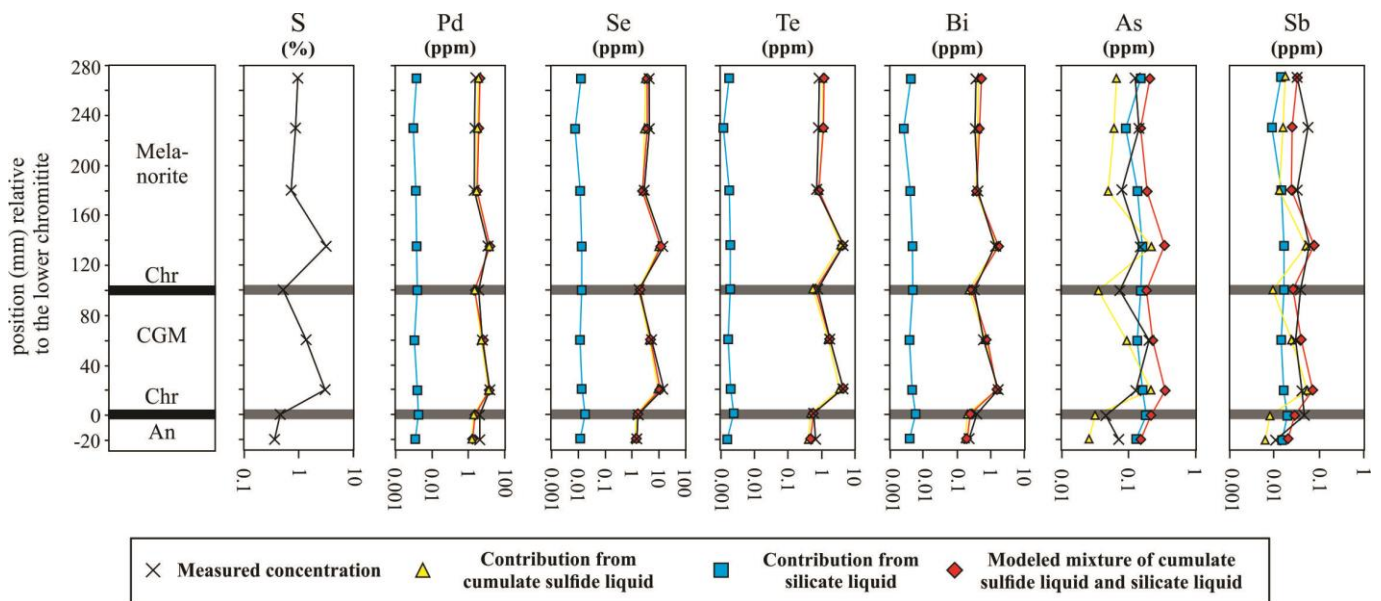 S Pd Se Te Bi As Sb
(%) (ppm) (ppm) (ppm) (ppm) (ppm) (ppm)
position (mm) relative
to the lower chromitite
280
240
200
160
120
80
40
0
-20
Mela-
norite
Chr
CGM
Chr
An
0.1 1 10
0.001 0.01 0.1 1 10 100
0.001 0.01 0.1 1 10 100
0.001 0.01 0.1 1 10
0.001 0.01 0.1 1 10
0.01 0.1 1
0.001 0.01 0.1 1
Measured concentration
Contribution from
cumulate sulfide liquid
Contribution from
silicate liquid
Modeled mixture of cumulate
sulfide liquid and silicate liquid